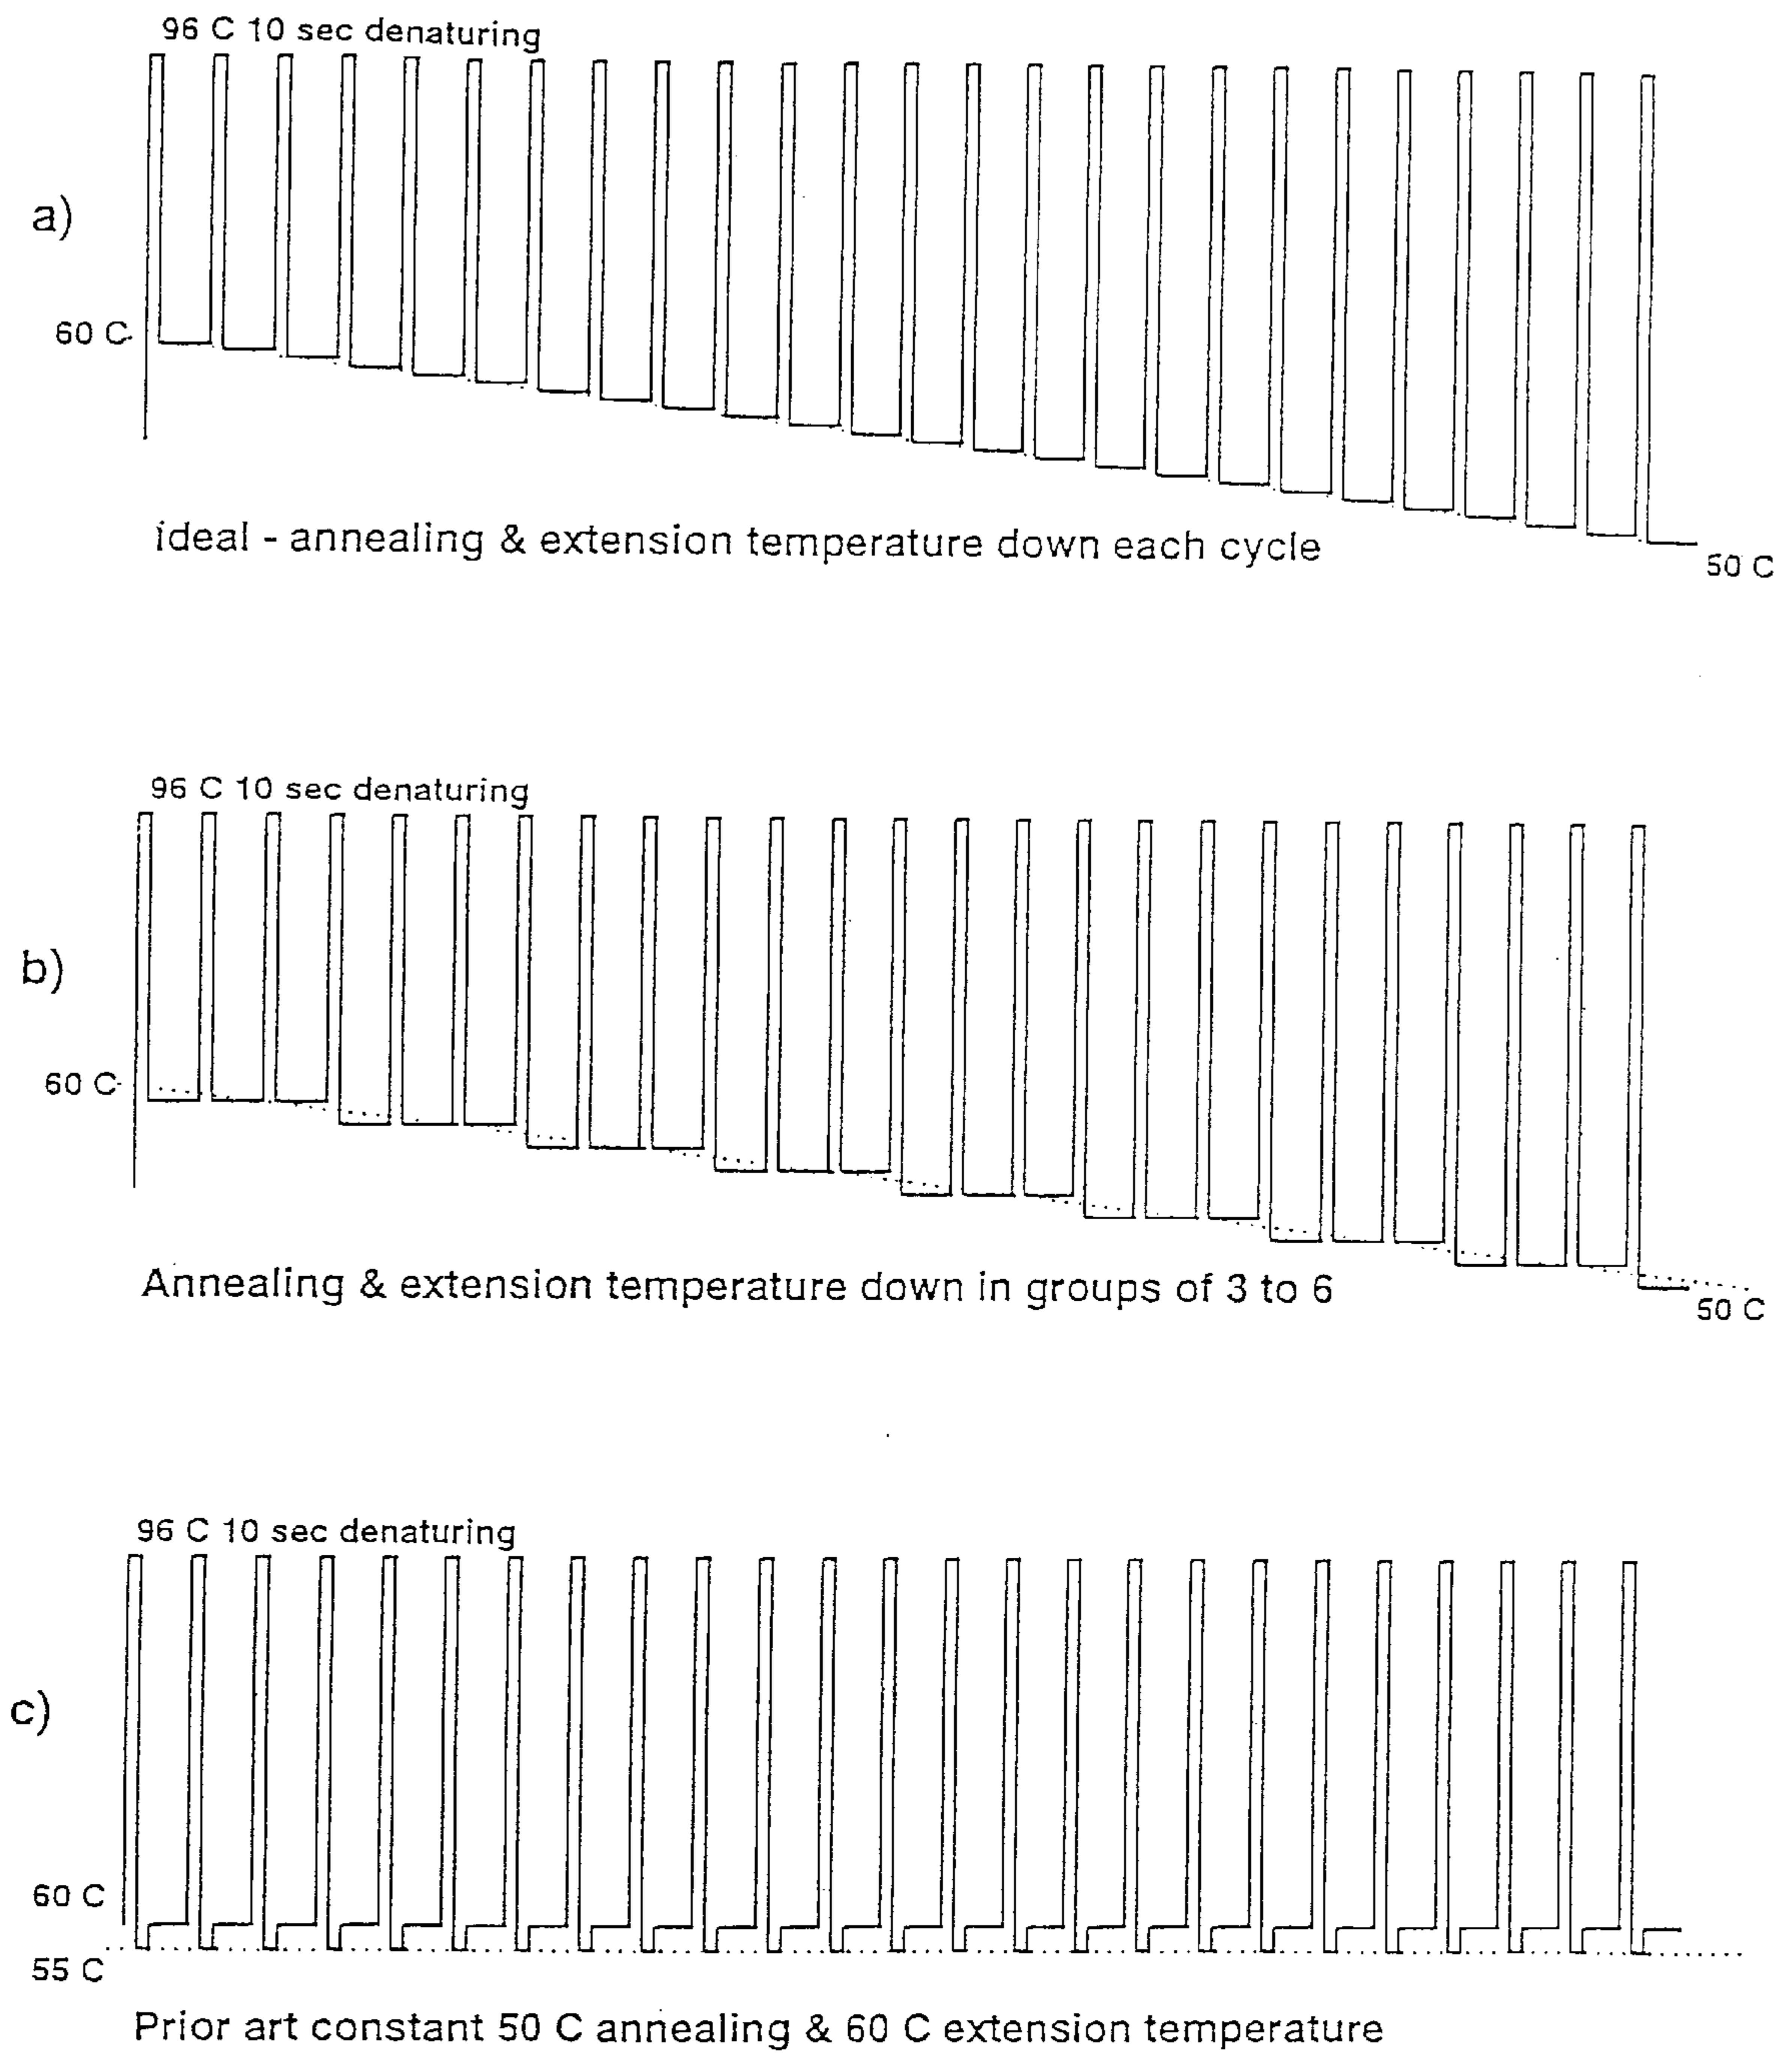 96 C 10 sec denaturing
a)
60 C
ideal - annealing & extension temperature down each cycle
50 C
96 C 10 sec denaturing
b)
60 C
Annealing & extension temperature down in groups of 3 to 6
50 C
96 C 10 sec denaturing
c)
60 C
55 C
Prior art constant 50 C annealing & 60 C extension temperature